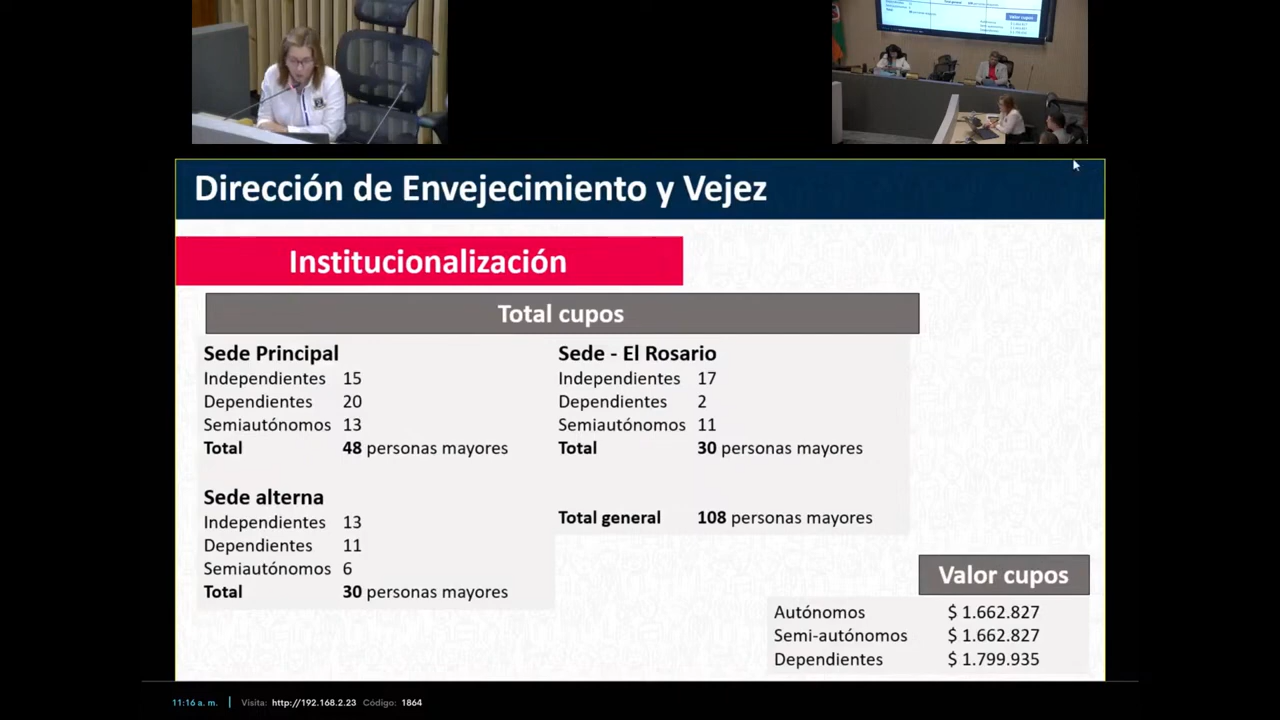 Dirección de Envejecimiento y Vejez
Institucionalización
Total cupos
Sede Principal
Independientes 15
Dependientes 20
Semiautónomos 13
Total 48 personas mayores
Sede alterna
Independientes 13
Dependientes 11
Semiautónomos 6
Total 30 personas mayores
Sede - El Rosario
Independientes 17
Dependientes 2
Semiautónomos 11
Total 30 personas mayores
Total general 108 personas mayores
Valor cupos
Autónomos $ 1.662.827
Semi-autónomos $ 1.662.827
Dependientes $ 1.799.935
11:16 a. m. | Visita: http://192.168.2.23 Código: 1864